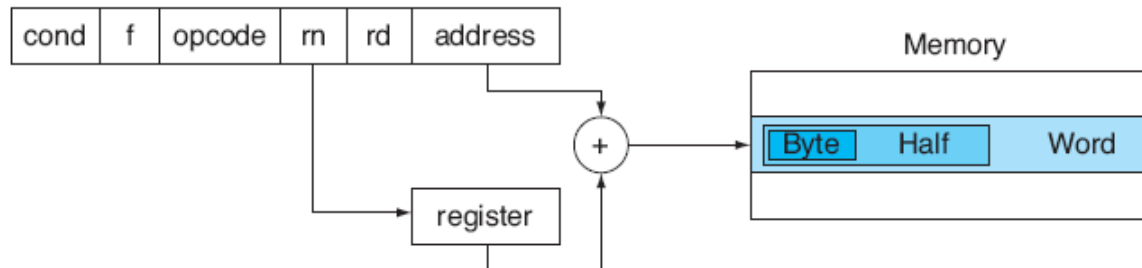 cond f opcode rn rd address
Memory
Byte Half Word
register